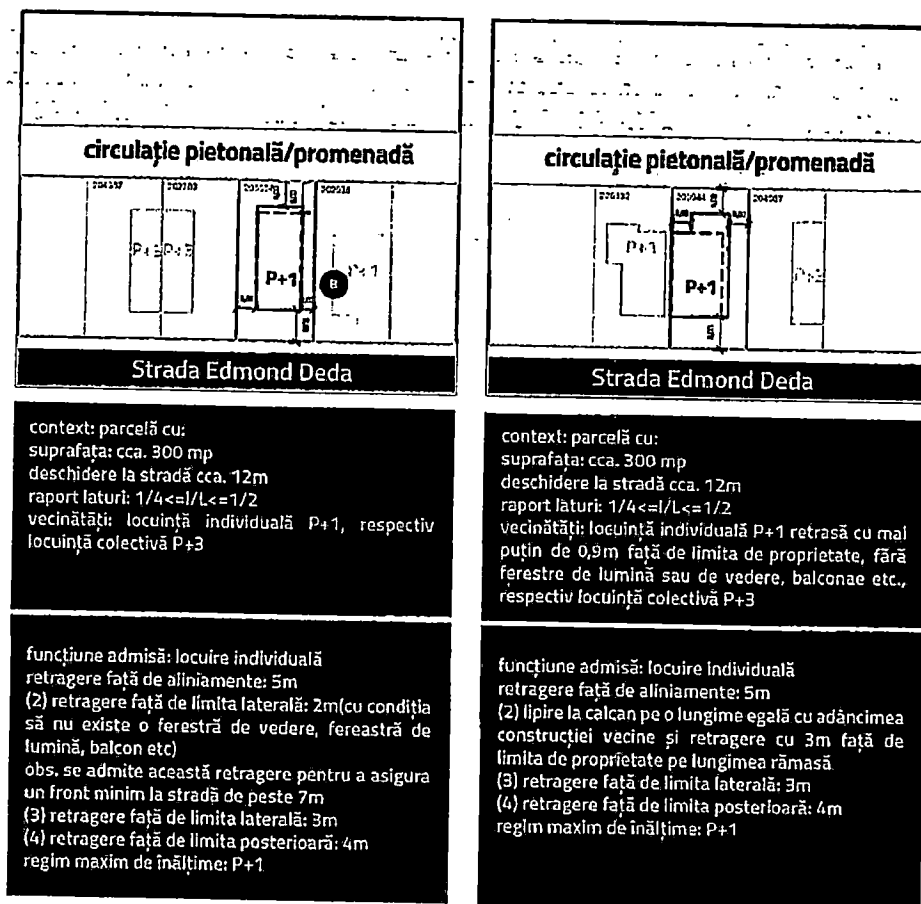 circulație pietonală/promenadă
P+3
P+3
P+1
B
P+1
Strada Edmond Deda
context: parcelă cu:
suprafața: cca. 300 mp
deschidere la stradă cca. 12m
raport laturi: 1/4<=l/L<=1/2
vecinătăți: locuință individuală P+1, respectiv
locuință colectivă P+3
funcțiune admisă: locuire individuală
retragere față de aliniamente: 5m
(2) retragere față de limita laterală: 2m(cu condiția
să nu existe o ferestră de vedere, fereastră de
lumină, balcon etc)
obs. se admite această retragere pentru a asigura
un front minim la stradă de peste 7m
(3) retragere față de limita laterală: 3m
(4) retragere față de limita posterioară: 4m
regim maxim de înălțime: P+1
circulație pietonală/promenadă
P+1
P+1
P+3
Strada Edmond Deda
context: parcelă cu:
suprafața: cca. 300 mp
deschidere la stradă cca. 12m
raport laturi: 1/4<=l/L<=1/2
vecinătăți: locuință individuală P+1 retrasă cu mai
puțin de 0,9m față de limita de proprietate, fără
ferestre de lumină sau de vedere, balconae etc.,
respectiv locuință colectivă P+3
funcțiune admisă: locuire individuală
retragere față de aliniamente: 5m
(2) lipire la calcan pe o lungime egală cu adâncimea
construcției vecine și retragere cu 3m față de
limita de proprietate pe lungimea rămasă
(3) retragere față de limita laterală: 3m
(4) retragere față de limita posterioară: 4m
regim maxim de înălțime: P+1